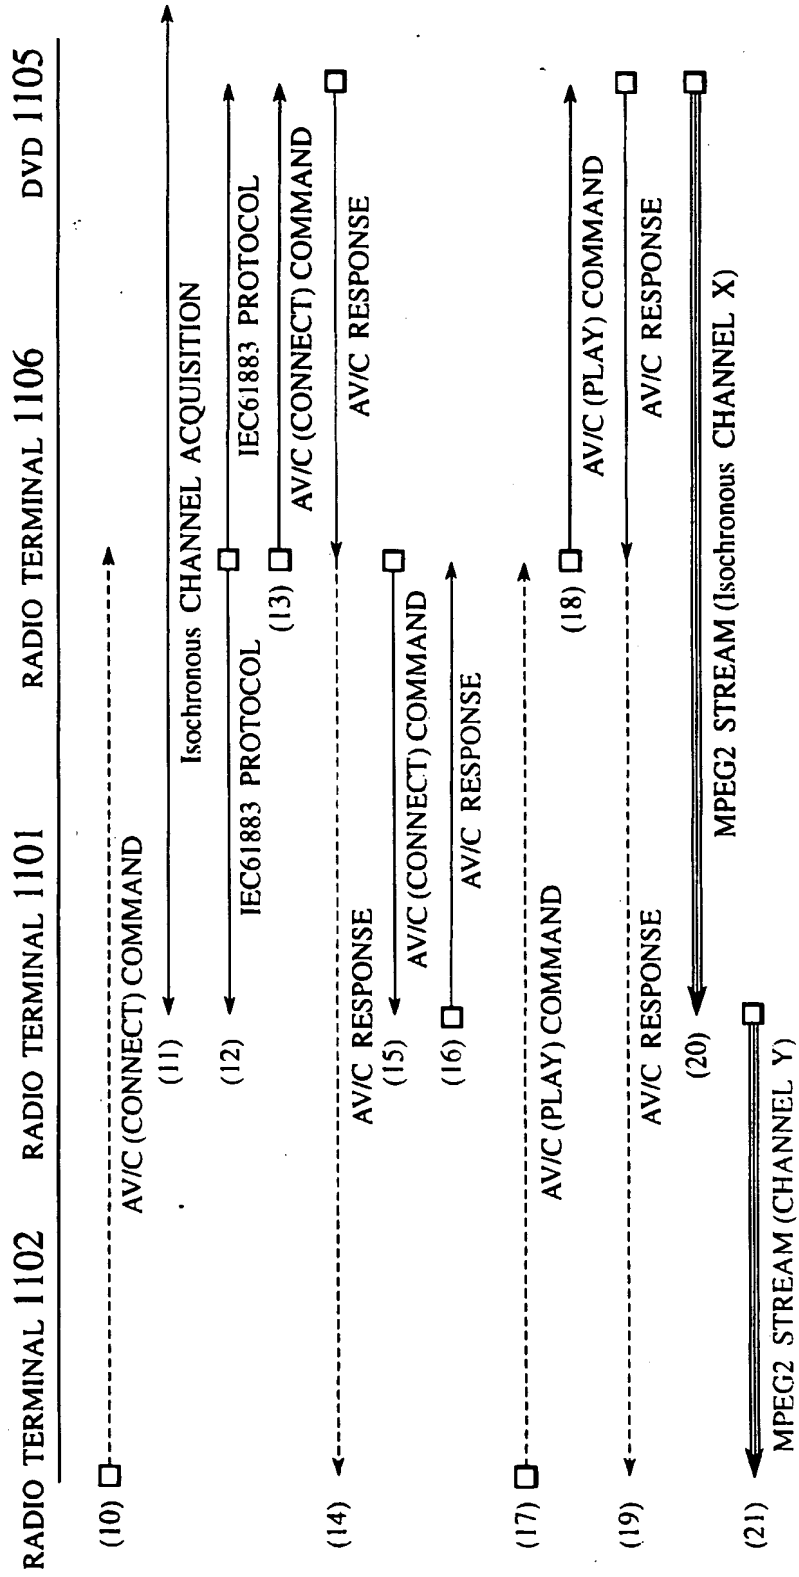 RADIO TERMINAL 1102 RADIO TERMINAL 1101 RADIO TERMINAL 1106 DVD 1105
(10)
AV/C (CONNECT) COMMAND
(11)
Isochronous CHANNEL ACQUISITION
(12)
IEC61883 PROTOCOL
IEC61883 PROTOCOL
(13)
AV/C (CONNECT) COMMAND
(14)
AV/C RESPONSE
AV/C RESPONSE
(15)
AV/C (CONNECT) COMMAND
(16)
AV/C RESPONSE
(17)
AV/C (PLAY) COMMAND
(18)
AV/C (PLAY) COMMAND
(19)
AV/C RESPONSE
AV/C RESPONSE
(20)
MPEG2 STREAM (Isochronous CHANNEL X)
(21)
MPEG2 STREAM (CHANNEL Y)